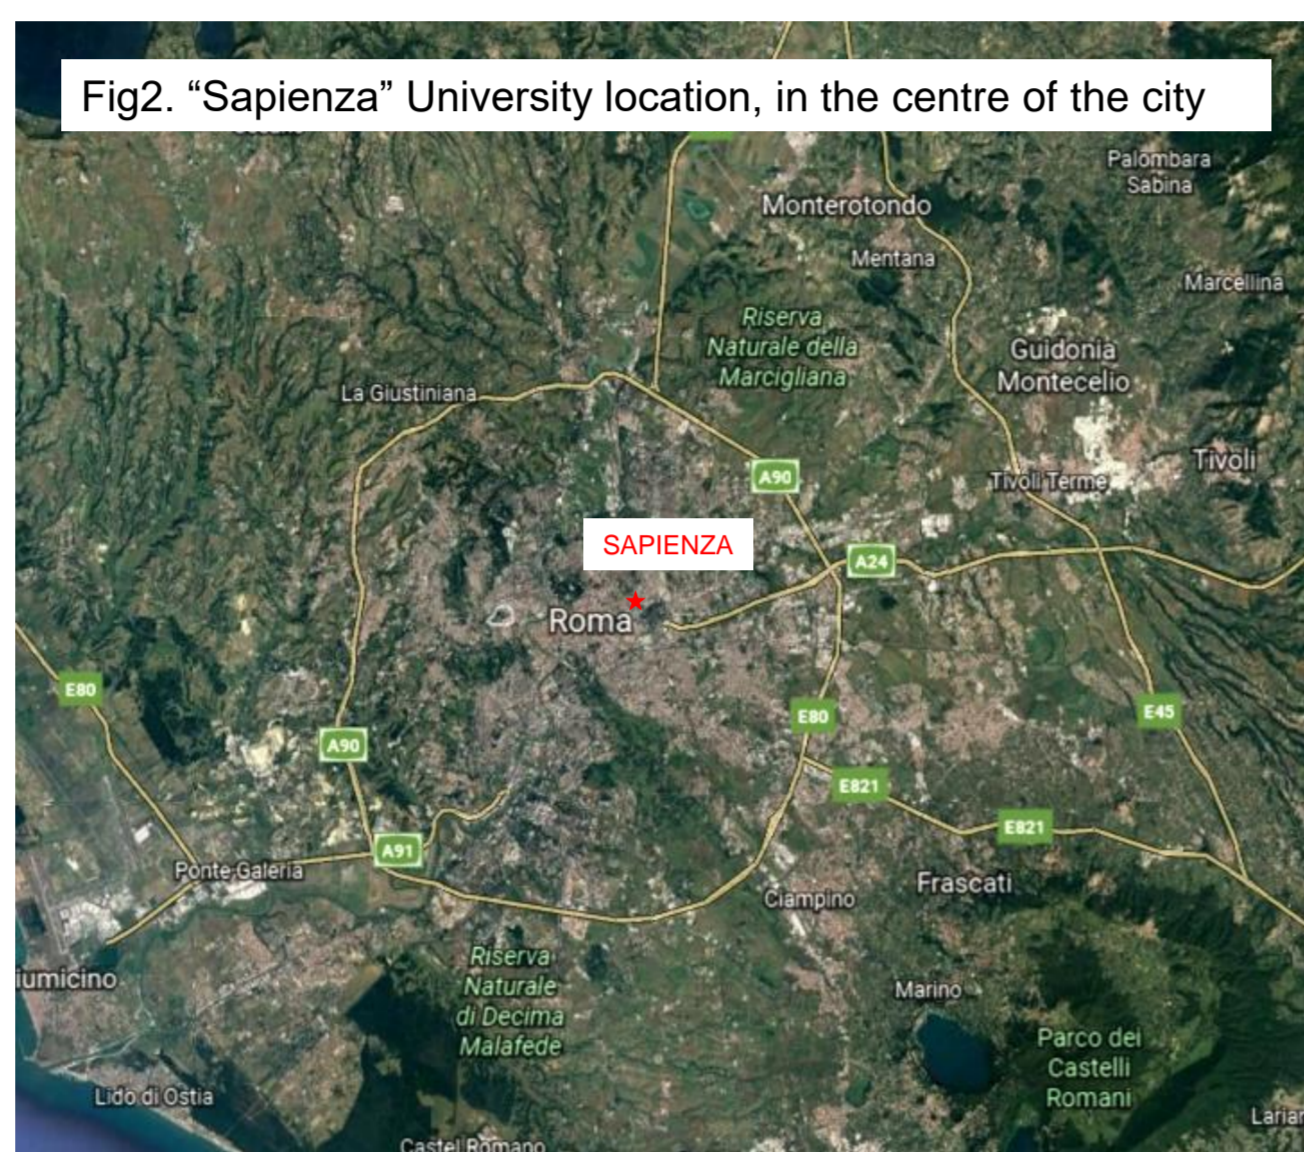 Fig2. “Sapienza” University location, in the centre of the city
Palombara
Sabina
Monterotondo
Mentana
Marcellina
Riserva
Naturale della
Marcigliana
Guidonia
Montecelio
La Giustiniana
Tivoli
A90
Tivoli Terme
SAPIENZA
A24
Roma
E80
E80
E45
A90
E821
E821
A91
Ponte Galeria
Frascati
Ciampino
Riserva
Naturale
di Decima
Malafede
iumicino
Marino
Parco dei
Castelli
Romani
Lido di Ostia
Larian
Castel Romano